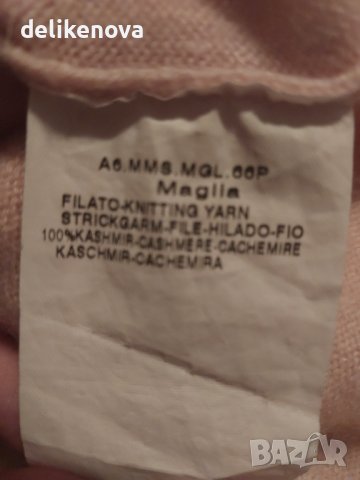 delikenova
A6.MMS.MGL.66P
Maglia
FILATO-KNITTING YARN
STRICKGARM-FILE-HILADO-FIO
100%KASHMIR-CASHMERE-CACHEMIRE
KASCHMIR-CACHEMIRA
BAZAR